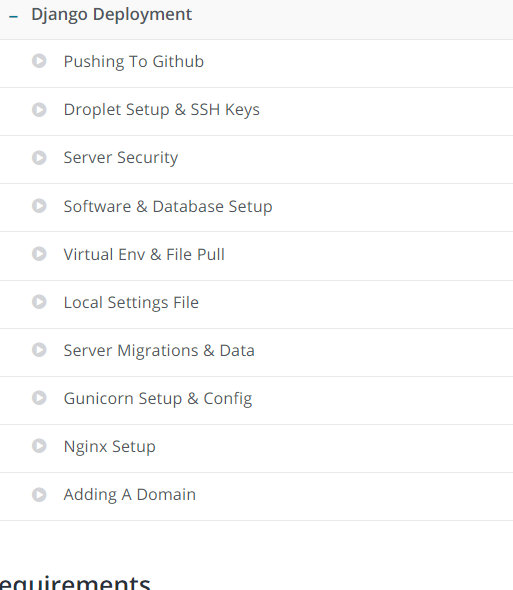 – Django Deployment
Pushing To Github
Droplet Setup & SSH Keys
Server Security
Software & Database Setup
Virtual Env & File Pull
Local Settings File
Server Migrations & Data
Gunicorn Setup & Config
Nginx Setup
Adding A Domain
equirements